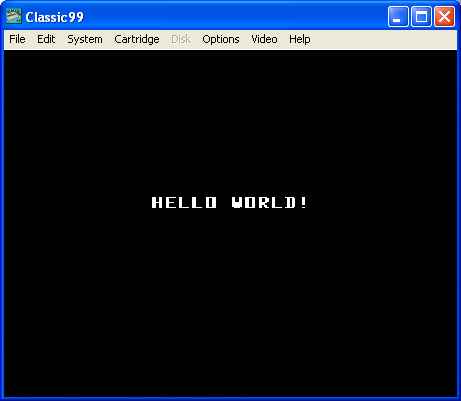 Classic99
File Edit System Cartridge Disk Options Video Help
HELLO WORLD!